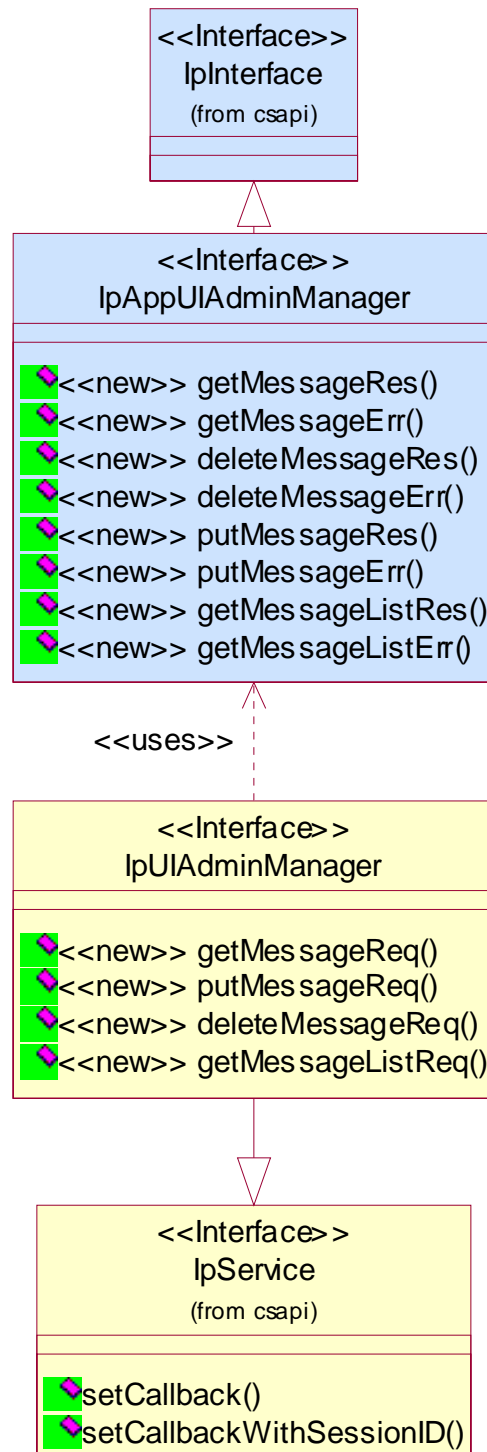 <<Interface>>
IpInterface
(from csapi)
<<Interface>>
IpAppUIAdminManager
<<new>> getMessageRes()
<<new>> getMessageErr()
<<new>> deleteMessageRes()
<<new>> deleteMessageErr()
<<new>> putMessageRes()
<<new>> putMessageErr()
<<new>> getMessageListRes()
<<new>> getMessageListErr()
<<uses>>
<<Interface>>
IpUIAdminManager
<<new>> getMessageReq()
<<new>> putMessageReq()
<<new>> deleteMessageReq()
<<new>> getMessageListReq()
<<Interface>>
IpService
(from csapi)
setCallback()
setCallbackWithSessionID()